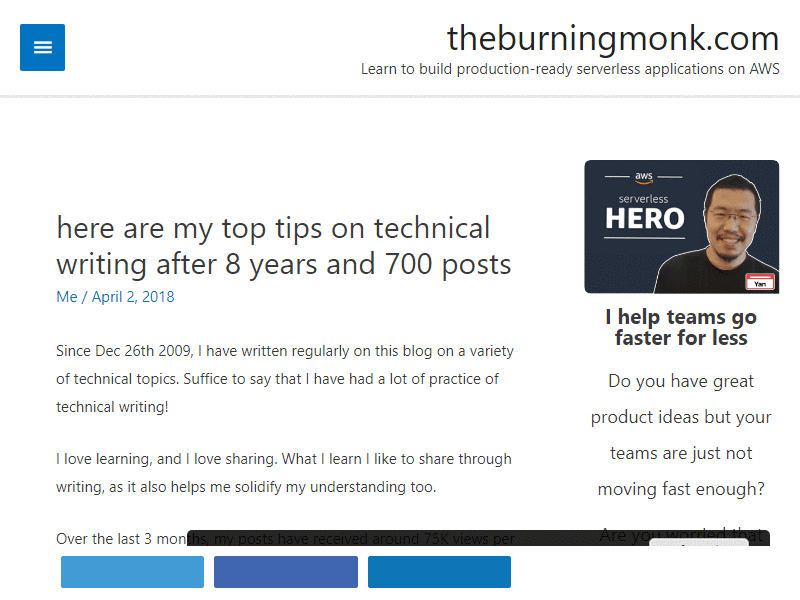 theburningmonk.com
Learn to build production-ready serverless applications on AWS
here are my top tips on technical
writing after 8 years and 700 posts
Me / April 2, 2018
Since Dec 26th 2009, I have written regularly on this blog on a variety
of technical topics. Suffice to say that I have had a lot of practice of
technical writing!
I love learning, and I love sharing. What I learn I like to share through
writing, as it also helps me solidify my understanding too.
Over the last 3 months, my posts have received around 75K views per
aws
serverless
HERO
Yan
I help teams go
faster for less
Do you have great
product ideas but your
teams are just not
moving fast enough?
Are you worried that